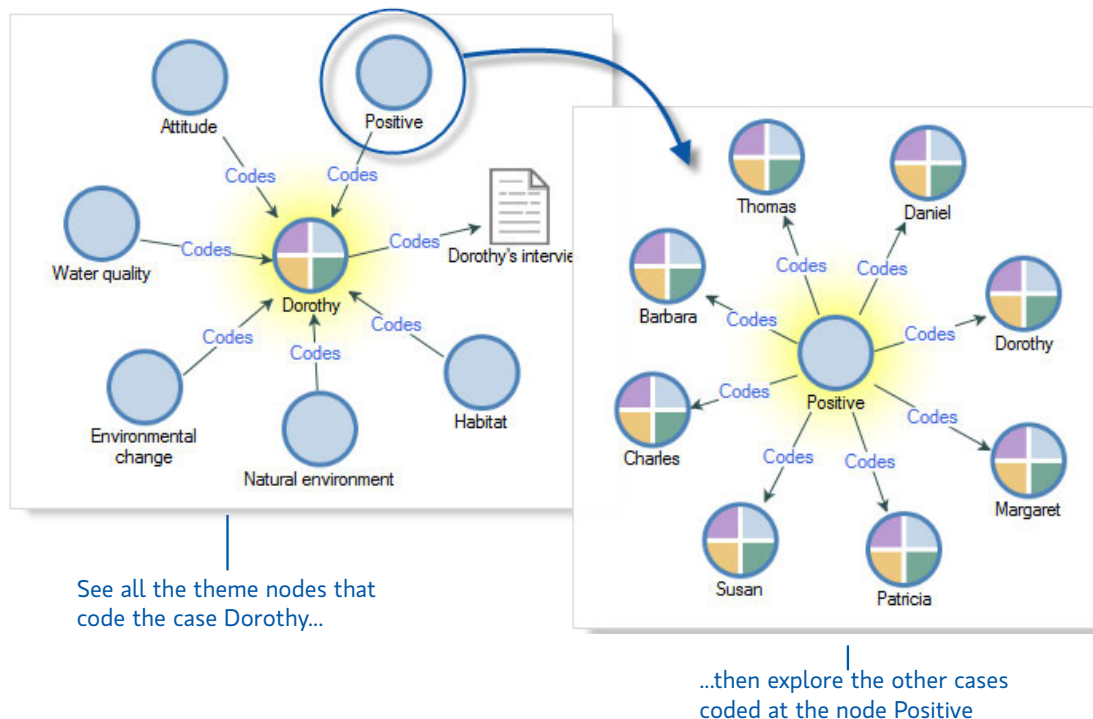 Attitude
Positive
Codes
Codes
Water quality
Codes
Codes
Dorothy's intervie
Dorothy
Codes
Codes
Codes
Environmental
change
Natural environment
Habitat
Thomas
Daniel
Codes
Codes
Barbara
Codes
Codes
Dorothy
Codes
Positive
Codes
Charles
Codes
Codes
Margaret
Susan
Patricia
See all the theme nodes that
code the case Dorothy...
...then explore the other cases
coded at the node Positive